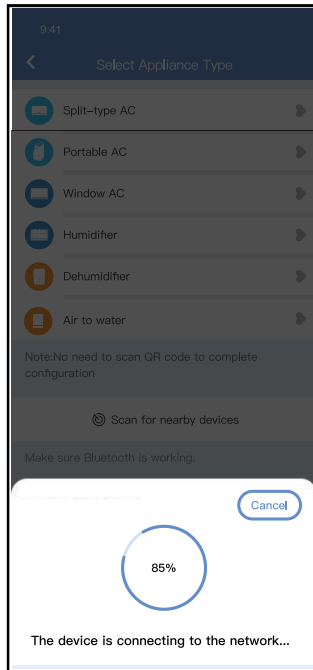 9:41
Select Appliance Type
Split-type AC
Portable AC
Window AC
Humidifier
Dehumidifier
Air to water
Note:No need to scan QR code to complete
configuration
Scan for nearby devices
Make sure Bluetooth is working.
Cancel
85%
The device is connecting to the network...